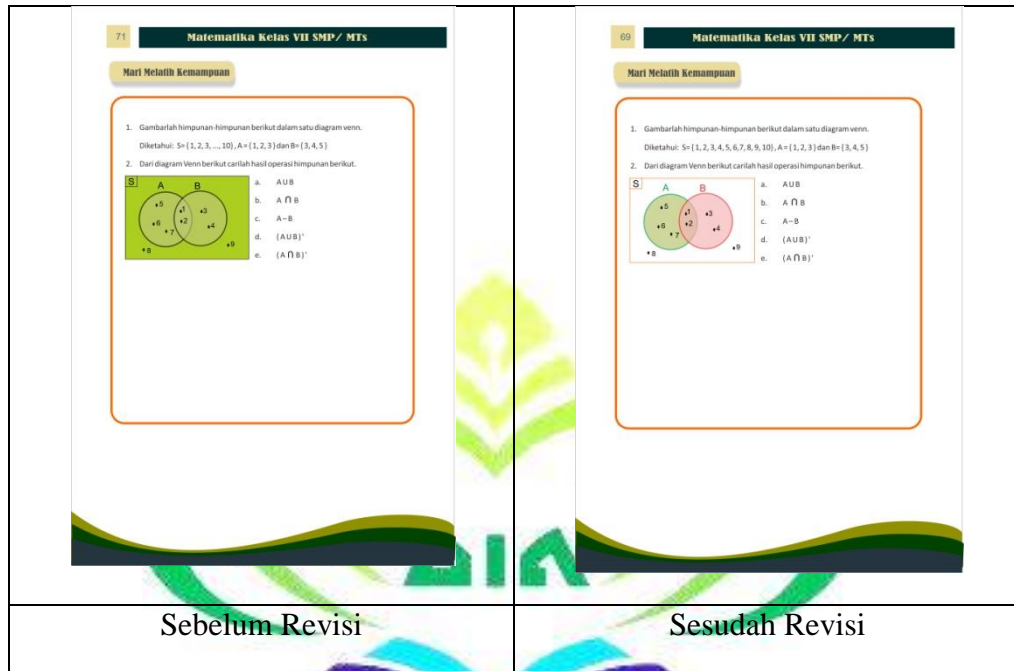 71
Matematika Kelas VII SMP/ MTs
Mari Melatih Kemampuan
1. Gambarlah himpunan-himpunan berikut dalam satu diagram venn.
Diketahui: S= { 1, 2, 3, ..., 10} , A = { 1, 2, 3 } dan B= { 3, 4, 5 }
2. Dari diagram Venn berikut carilah hasil operasi himpunan berikut.
S
A B
5
1
3
6
2
4
7
9
8
a. A U B
b. A ∩ B
c. A – B
d. ( A U B )'
e. ( A ∩ B )'
Sebelum Revisi
69
Matematika Kelas VII SMP/ MTs
Mari Melatih Kemampuan
1. Gambarlah himpunan-himpunan berikut dalam satu diagram venn.
Diketahui: S= { 1, 2, 3, 4, 5, 6, 7, 8, 9, 10} , A = { 1, 2, 3 } dan B= { 3, 4, 5 }
2. Dari diagram Venn berikut carilah hasil operasi himpunan berikut.
S
A B
5
1
3
6
2
4
7
9
8
a. A U B
b. A ∩ B
c. A – B
d. ( A U B )'
e. ( A ∩ B )'
Sesudah Revisi